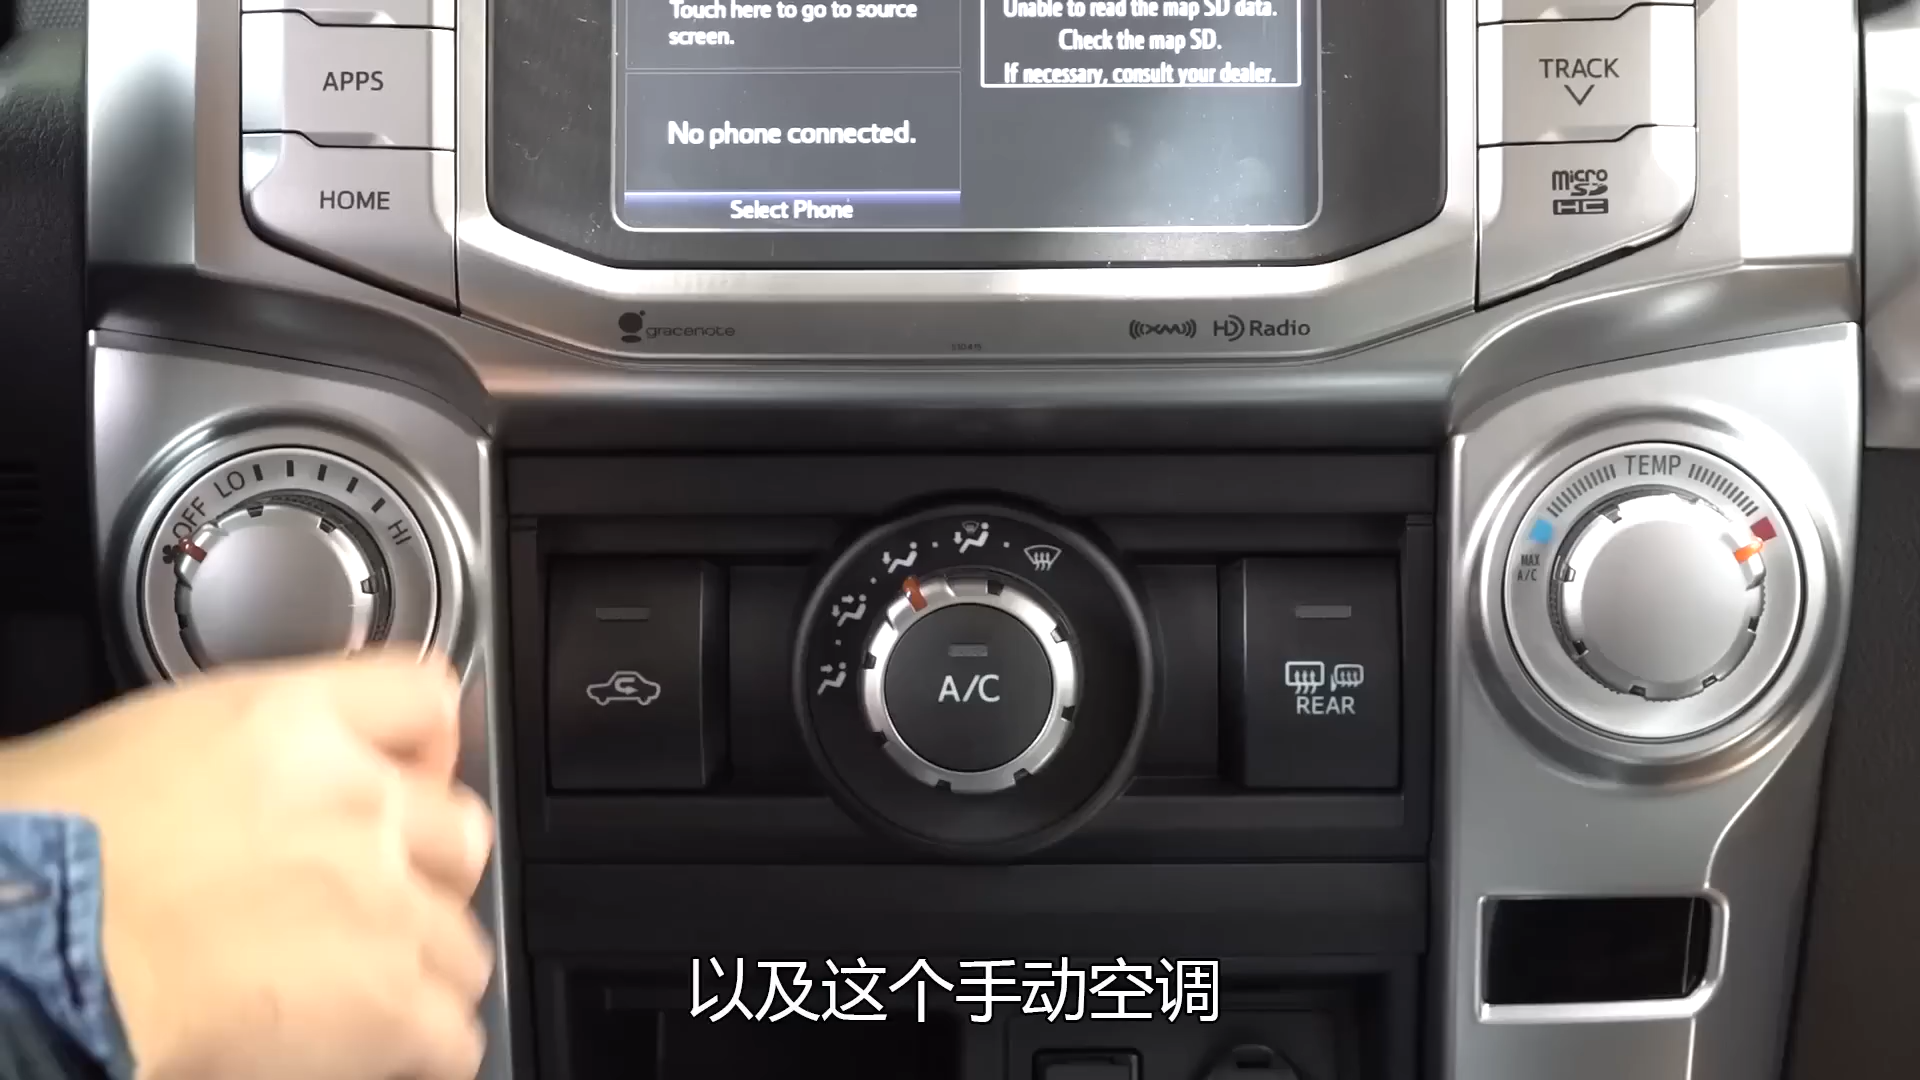 Touch here to go to source
screen.
Unable to read the map SD data.
Check the map SD.
If necessary, consult your dealer.
APPS
TRACK
No phone connected.
HOME
micro
SD
HC
Select Phone
gracenote
((XM))
HD Radio
510415
OFF LO HI
TEMP
MAX
A/C
A/C
REAR
以及这个手动空调